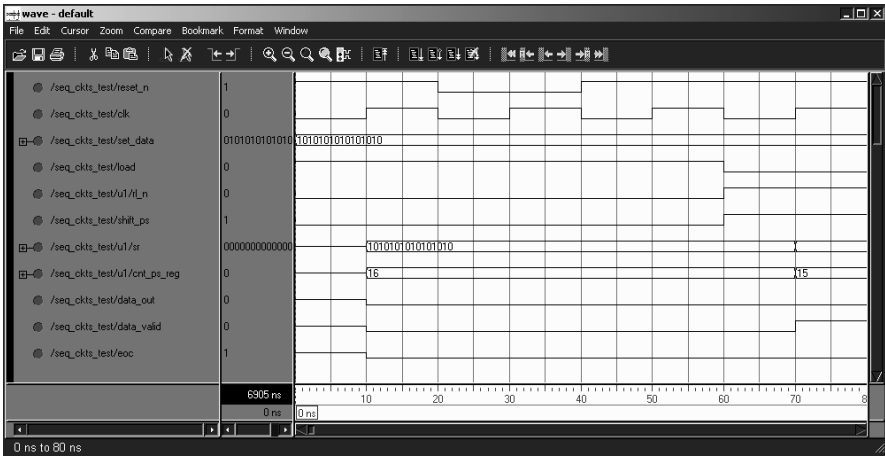 wave - default
File Edit Cursor Zoom Compare Bookmark Format Window
/seq_ckts_test/reset_n 1
/seq_ckts_test/clk 0
/seq_ckts_test/set_data 0101010101010 1010101010101010
/seq_ckts_test/load 0
/seq_ckts_test/u1/rl_n 0
/seq_ckts_test/shift_ps 1
/seq_ckts_test/u1/sr 0000000000000 1010101010101010
/seq_ckts_test/u1/cnt_ps_reg 0 16 15
/seq_ckts_test/data_out 0
/seq_ckts_test/data_valid 0
/seq_ckts_test/eoc 1
6905 ns 10 20 30 40 50 60 70 8
0 ns 0 ns
0 ns to 80 ns